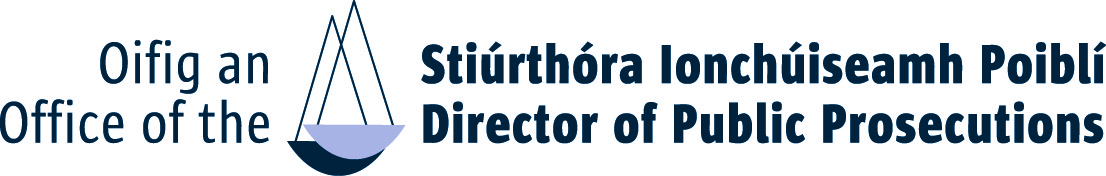 Oifig an Stiúrthóra Ionchúiseamh Poiblí
Office of the Director of Public Prosecutions